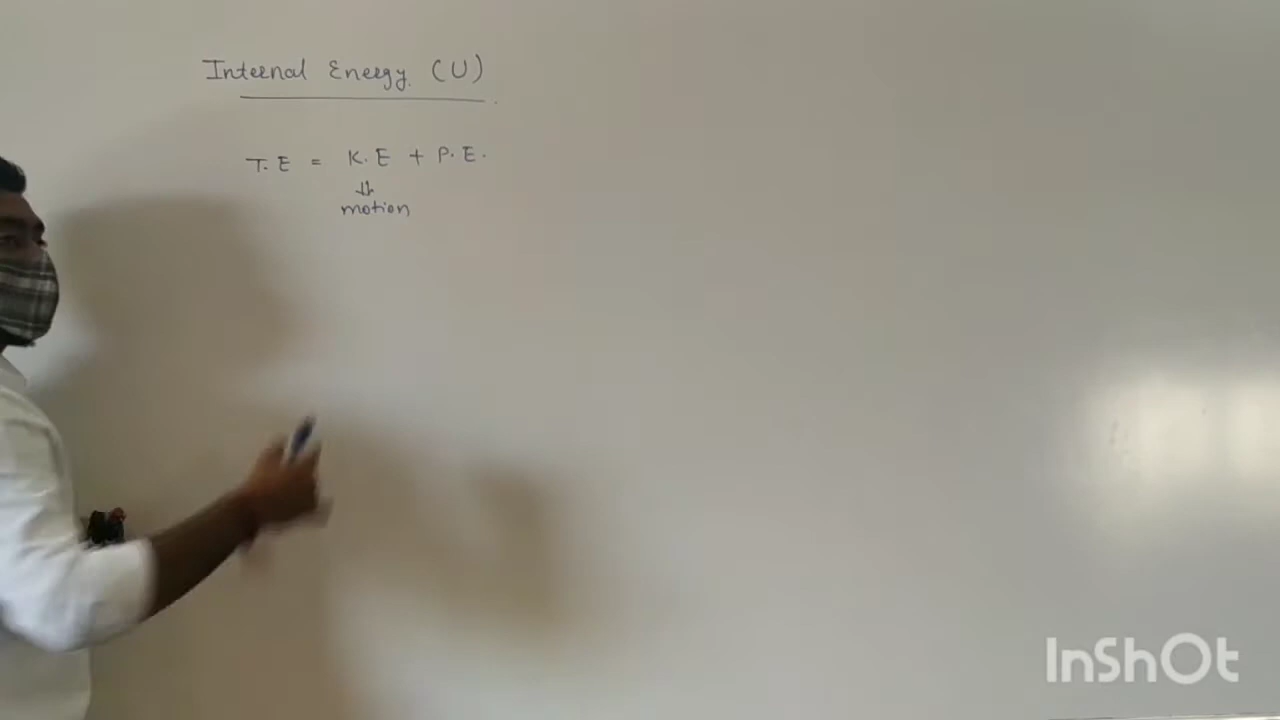 Internal Energy (U)
T.E = K.E + P.E.
⇓
motion
InShOt